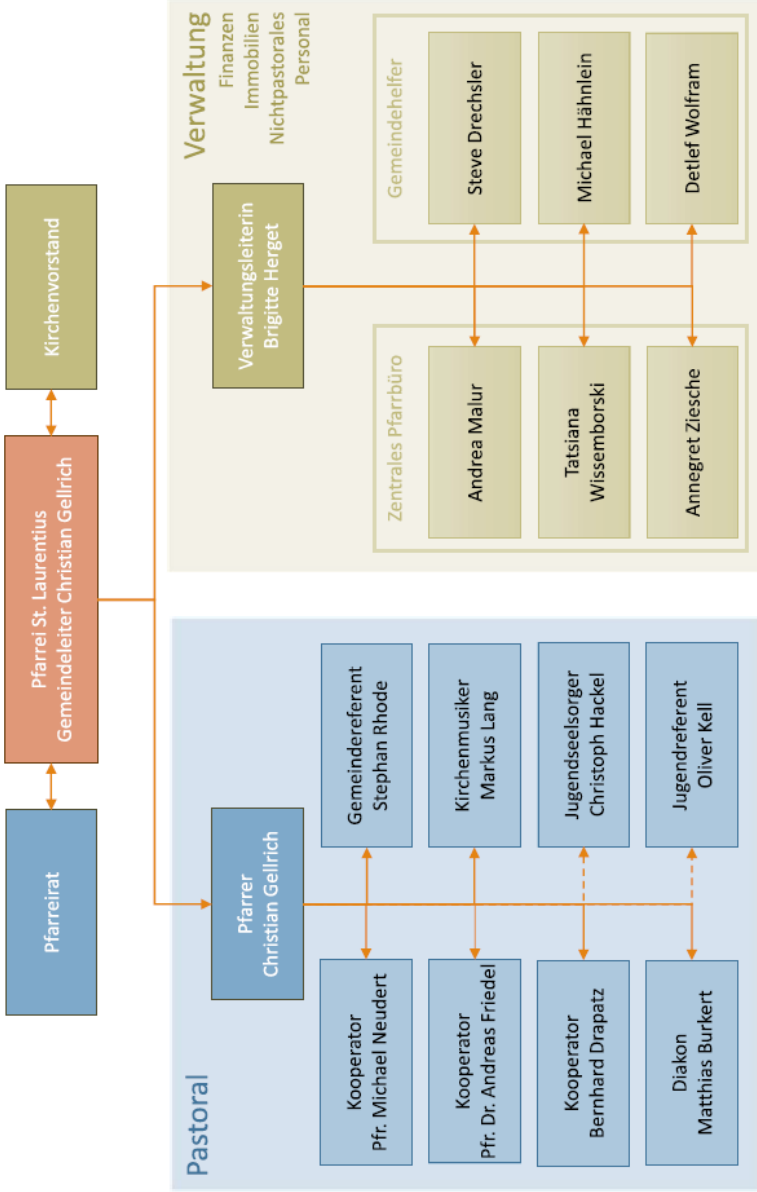 Pfarreirat
Pfarrei St. Laurentius
Gemeindeleiter Christian Gellrich
Kirchenvorstand
Pastoral
Pfarrer
Christian Gellrich
Kooperator
Pfr. Michael Neudert
Gemeindereferent
Stephan Rhode
Kooperator
Pfr. Dr. Andreas Friedel
Kirchenmusiker
Markus Lang
Kooperator
Bernhard Drapatz
Jugendseelsorger
Christoph Hackel
Diakon
Matthias Burkert
Jugendreferent
Oliver Kell
Verwaltung
Finanzen
Immobilien
Nichtpastorales
Personal
Verwaltungsleiterin
Brigitte Herget
Zentrales Pfarrbüro
Andrea Malur
Tatsiana
Wissemborski
Annegret Ziesche
Gemeindehelfer
Steve Drechsler
Michael Hähnlein
Detlef Wolfram